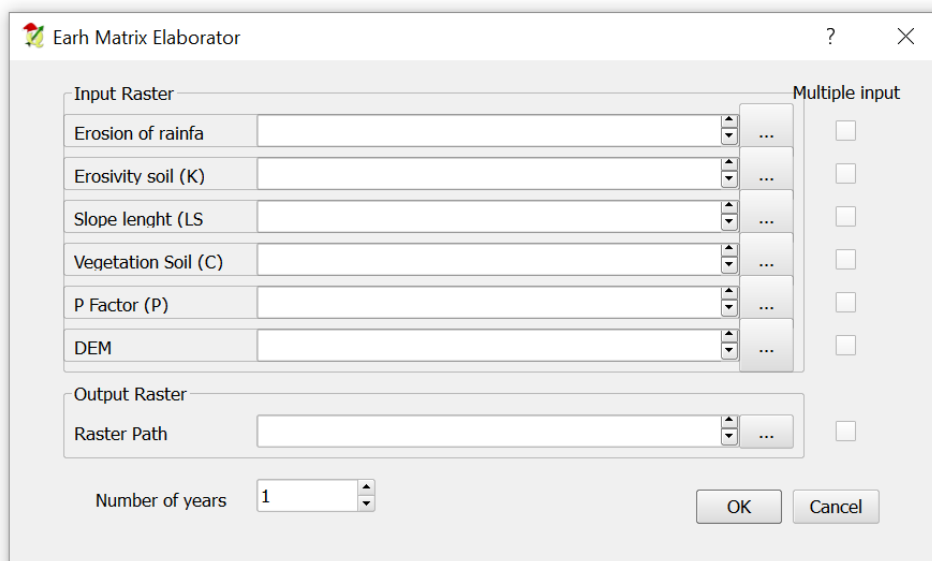 Earh Matrix Elaborator
?
Input Raster
Multiple input
Erosion of rainfa
...
Erosivity soil (K)
...
Slope lenght (LS
...
Vegetation Soil (C)
...
P Factor (P)
...
DEM
...
Output Raster
Raster Path
...
Number of years
1
OK
Cancel